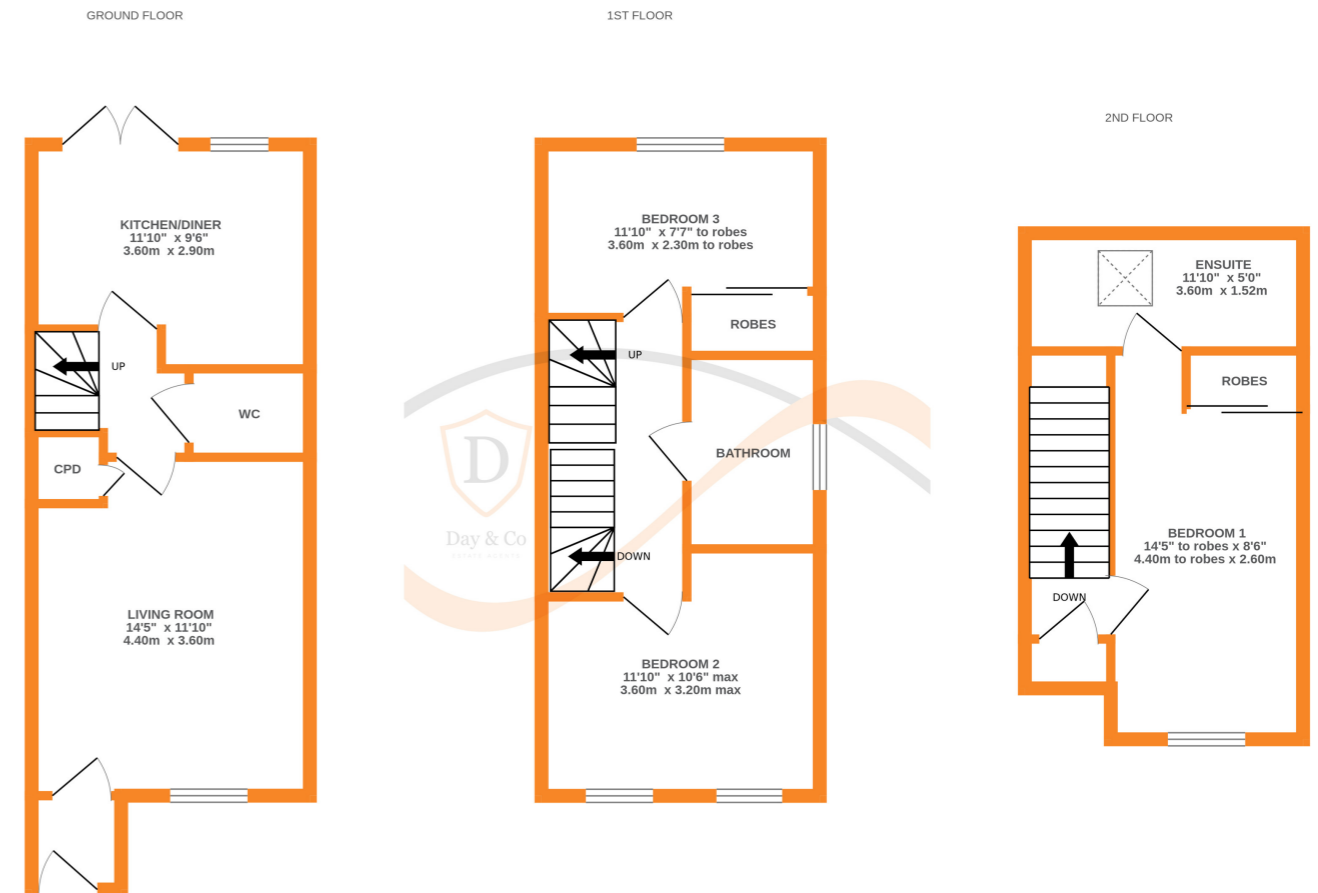 GROUND FLOOR
KITCHEN/DINER
11'10" x 9'6"
3.60m x 2.90m
UP
WC
CPD
LIVING ROOM
14'5" x 11'10"
4.40m x 3.60m
1ST FLOOR
BEDROOM 3
11'10" x 7'7" to robes
3.60m x 2.30m to robes
ROBES
UP
BATHROOM
DOWN
BEDROOM 2
11'10" x 10'6" max
3.60m x 3.20m max
D
Day & Co
ESTATE AGENTS
2ND FLOOR
ENSUITE
11'10" x 5'0"
3.60m x 1.52m
ROBES
BEDROOM 1
14'5" to robes x 8'6"
4.40m to robes x 2.60m
DOWN